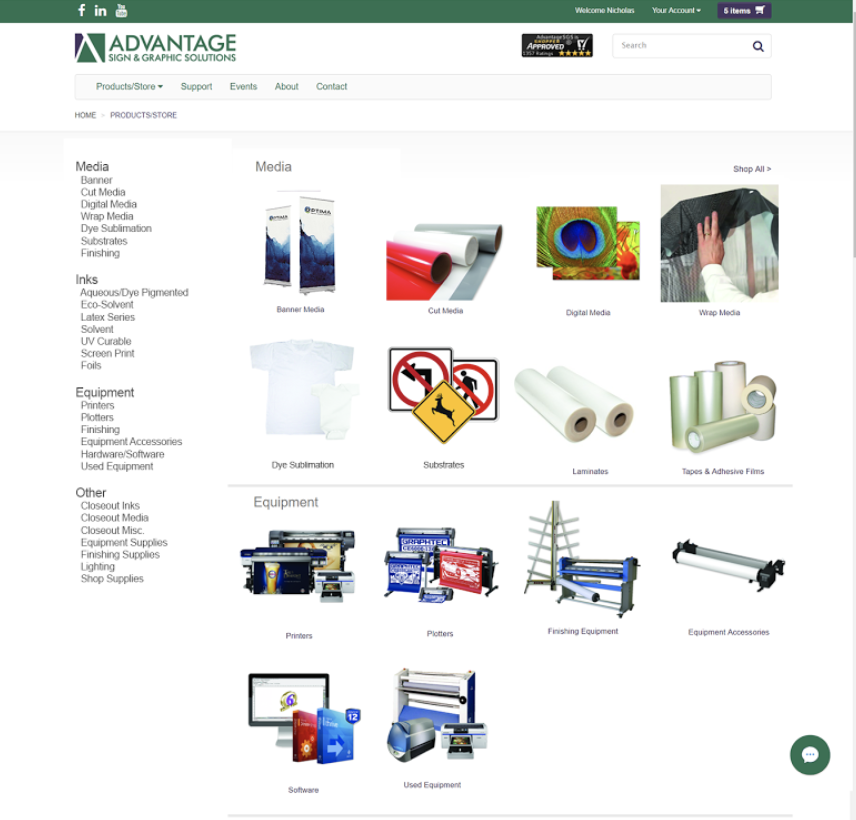 Welcome Nicholas
Your Account
5 items
ADVANTAGE
SIGN & GRAPHIC SOLUTIONS
SHOPPER
APPROVED
1357 Ratings
Search
Products/Store
Support
Events
About
Contact
HOME > PRODUCTS/STORE
Media
Banner
Cut Media
Digital Media
Wrap Media
Dye Sublimation
Substrates
Finishing
Inks
Aqueous/Dye Pigmented
Eco-Solvent
Latex Series
Solvent
UV Curable
Screen Print
Foils
Equipment
Printers
Plotters
Finishing
Equipment Accessories
Hardware/Software
Used Equipment
Other
Closeout Inks
Closeout Media
Closeout Misc.
Equipment Supplies
Finishing Supplies
Lighting
Shop Supplies
Media
Shop All >
Banner Media
Cut Media
Digital Media
Wrap Media
Dye Sublimation
Substrates
Laminates
Tapes & Adhesive Films
Equipment
GRAPHTEC
Printers
Plotters
Finishing Equipment
Equipment Accessories
6
12
Software
Used Equipment